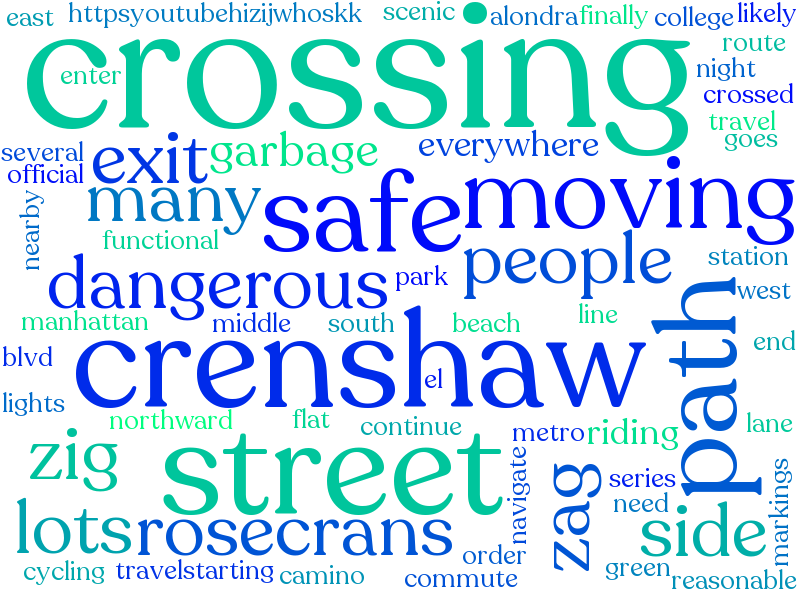 east httpsyoutubehizijwhoskk scenic alondra finally college likely
crossing
enter
route
night
crossed
travel
goes
several
official
exit
garbage
everywhere
many
safe
moving
nearby
functional
dangerous
park
people
station
west
manhattan
middle
south
beach
line
path
blvd
crenshaw
el
end
lights
northward
flat
continue
metro
riding
lane
zig
street
navigate
zag
series
need
markings
lots
rosecrans
side
order
green
cycling
travelstarting
camino
commute
reasonable